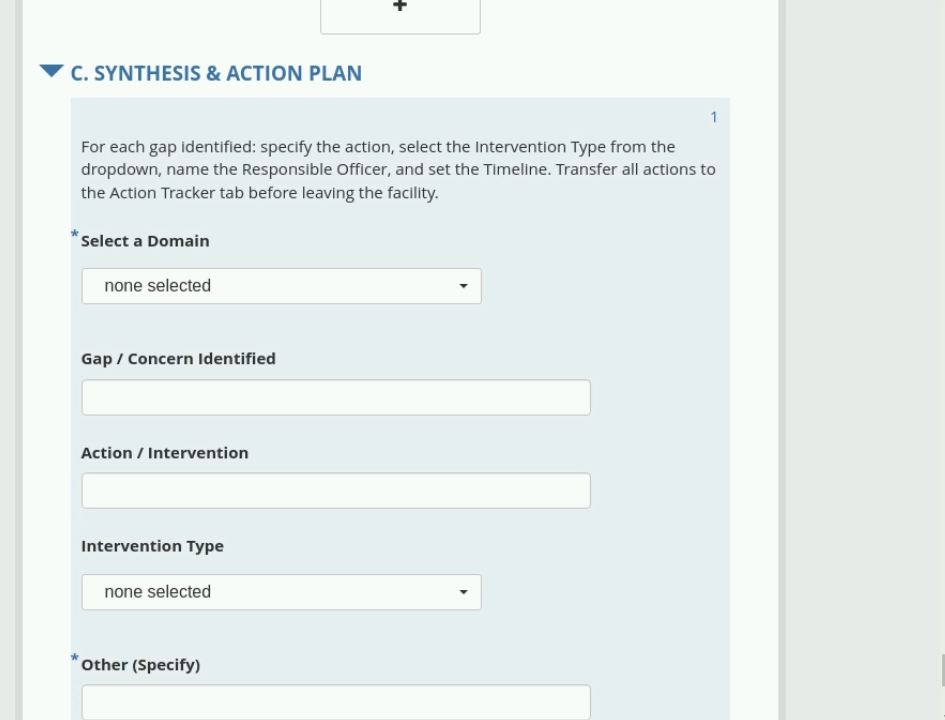 +
C. SYNTHESIS & ACTION PLAN
1
For each gap identified: specify the action, select the Intervention Type from the
dropdown, name the Responsible Officer, and set the Timeline. Transfer all actions to
the Action Tracker tab before leaving the facility.
* Select a Domain
none selected
Gap / Concern Identified
Action / Intervention
Intervention Type
none selected
* Other (Specify)